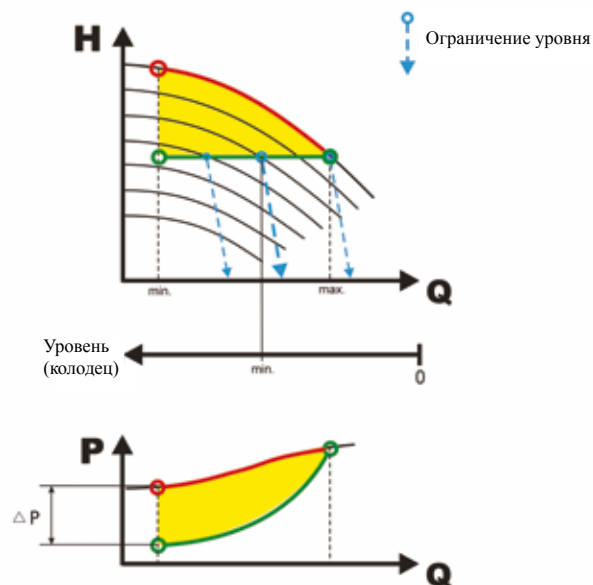 H
Ограничение уровня
min.
max.
Q
Уровень
(колодец)
min.
0
P
△ P
Q